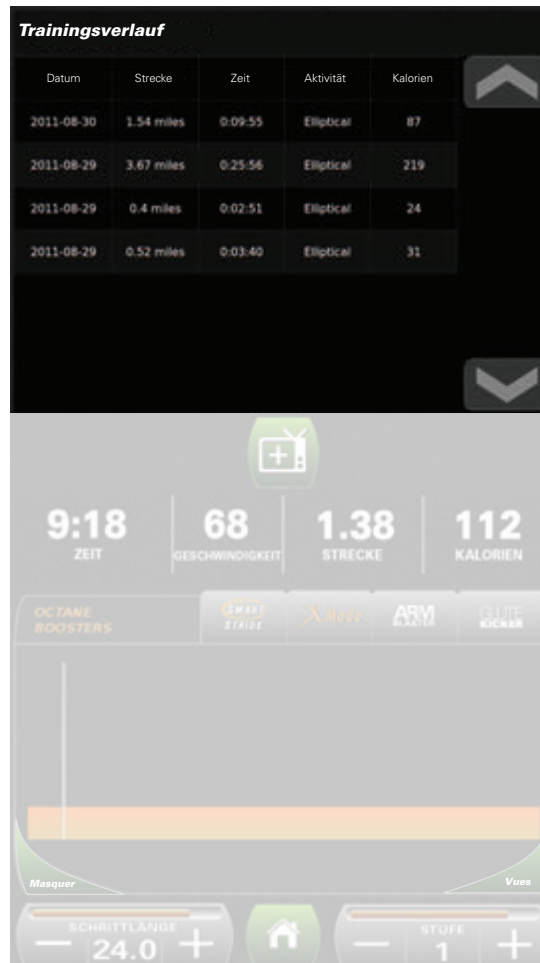 Trainingsverlauf
Datum Strecke Zeit Aktivität Kalorien
2011-08-30 1.54 miles 0:09:55 Elliptical 87
2011-08-29 3.67 miles 0:25:56 Elliptical 219
2011-08-29 0.4 miles 0:02:51 Elliptical 24
2011-08-29 0.52 miles 0:03:40 Elliptical 31
9:18 68 1.38 112
ZEIT GESCHWINDIGKEIT STRECKE KALORIEN
OCTANE SMART X Mode ARM GLUTE
BOOSTERS STRIDE BLASTER KICKER
Masquer Vues
SCHRITTLÄNGE STUFE
— 24.0 + — 1 +